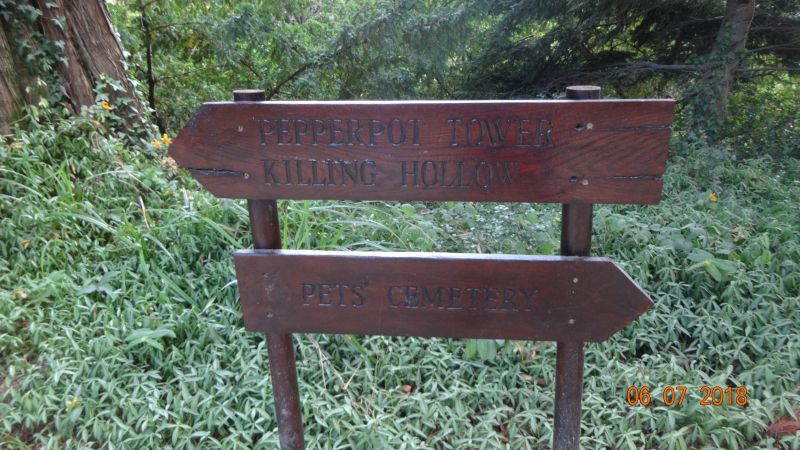 PEPPERPOT TOWER
KILLING HOLLOW
PETS' CEMETERY
06 07 2018